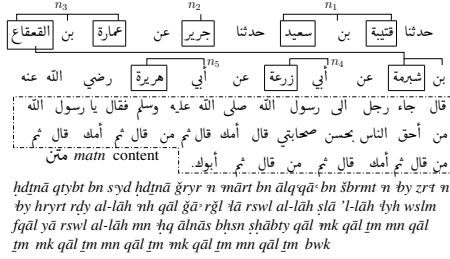 n₃ n₂ n₁
حدثنا قتيبة بن سعيد حدثنا جرير عن عمارة بن القعقاع
n₅ n₄
بن شبرمة عن أبي زرعة عن أبي هريرة رضي الله عنه
قال جاء رجل الى رسول الله صلى الله عليه وسلم فقال يا رسول الله
من أحق الناس بحسن صحابتي قال أمك قال ثم من قال ثم أمك قال ثم
من قال ثم أمك قال ثم من قال ثم أبوك.
متن matn content
ḥdṯnā qtybt bn sʿyd ḥdṯnā ǧryr ʿn ʿmārt bn ālqʿqāʿ bn šbrmt ʿn ʾby zrʿt ʿn
ʾby hryrt rḍy al-lāh ʿnh qāl ǧāʾ rǧl ʾlā rswl al-lāh ṣlā 'l-lāh ʿlyh wslm
fqāl yā rswl al-lāh mn ʾḥq ālnās bḥsn ṣḥābty qāl ʾmk qāl ṯm mn qāl
ṯm ʾmk qāl ṯm mn qāl ṯm ʾmk qāl ṯm mn qāl ṯm ʾbwk